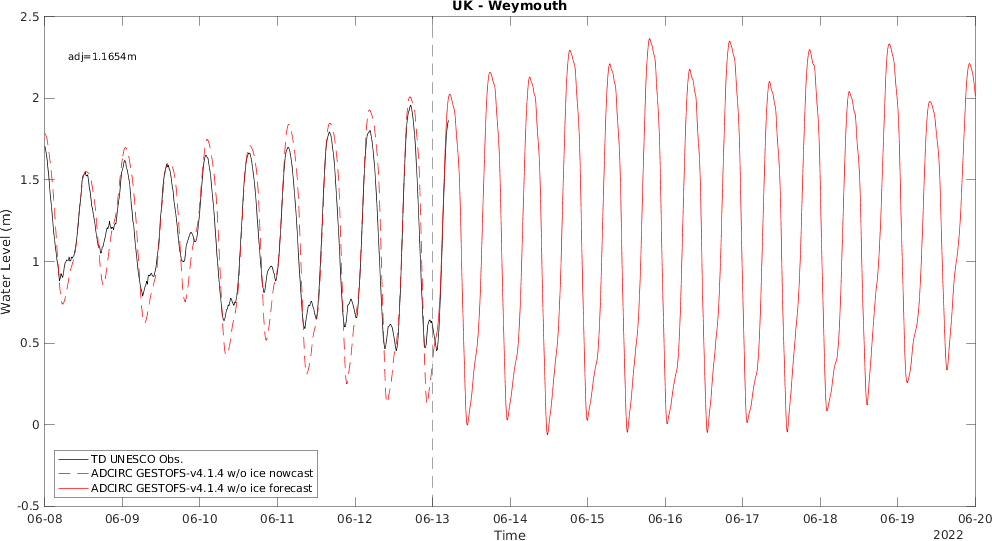 UK - Weymouth
adj=1.1654m
2.5
2
1.5
1
0.5
0
-0.5
Water Level (m)
TD UNESCO Obs.
ADCIRC GESTOFS-v4.1.4 w/o ice nowcast
ADCIRC GESTOFS-v4.1.4 w/o ice forecast
06-08 06-09 06-10 06-11 06-12 06-13 06-14 06-15 06-16 06-17 06-18 06-19 06-20
Time
2022